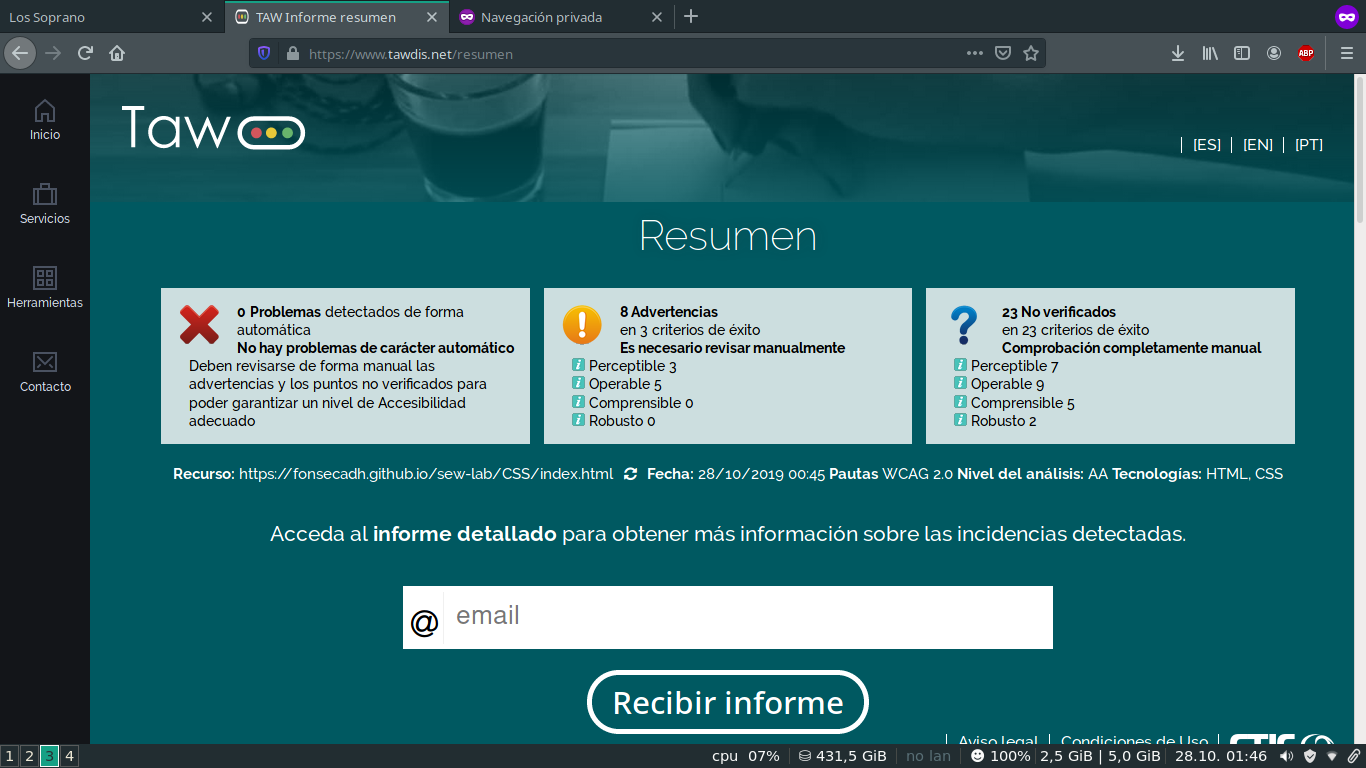 Los Soprano
TAW Informe resumen
Navegación privada
https://www.tawdis.net/resumen
ABP
Inicio
Servicios
Herramientas
Contacto
Taw
[ES] [EN] [PT]
Resumen
0 Problemas detectados de forma
automática
No hay problemas de carácter automático
Deben revisarse de forma manual las
advertencias y los puntos no verificados para
poder garantizar un nivel de Accesibilidad
adecuado
8 Advertencias
en 3 criterios de éxito
Es necesario revisar manualmente
Perceptible 3
Operable 5
Comprensible 0
Robusto 0
23 No verificados
en 23 criterios de éxito
Comprobación completamente manual
Perceptible 7
Operable 9
Comprensible 5
Robusto 2
Recurso: https://fonsecadh.github.io/sew-lab/CSS/index.html Fecha: 28/10/2019 00:45 Pautas WCAG 2.0 Nivel del análisis: AA Tecnologías: HTML, CSS
Acceda al informe detallado para obtener más información sobre las incidencias detectadas.
@ email
Recibir informe
Aviso legal Condiciones de Uso
1 2 3 4
cpu 07% 431,5 GiB no lan 100% 2,5 GiB | 5,0 GiB 28.10. 01:46